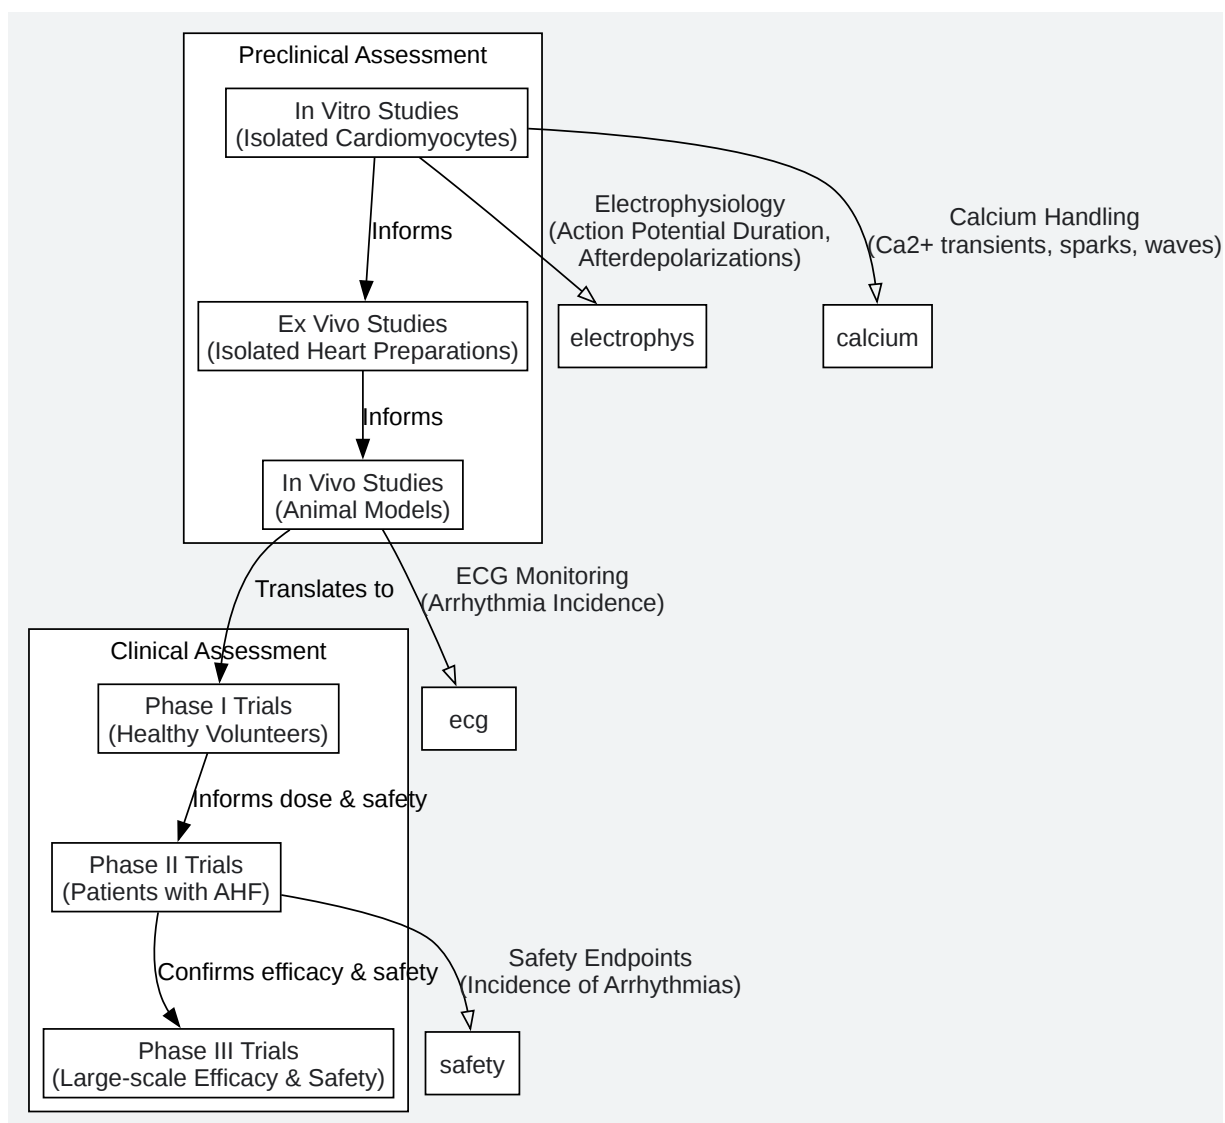 Preclinical Assessment
In Vitro Studies
(Isolated Cardiomyocytes)
Informs
Electrophysiology
(Action Potential Duration,
Afterdepolarizations)
Calcium Handling
(Ca2+ transients, sparks, waves)
Ex Vivo Studies
(Isolated Heart Preparations)
electrophys
calcium
Informs
In Vivo Studies
(Animal Models)
Translates to
ECG Monitoring
(Arrhythmia Incidence)
Clinical Assessment
Phase I Trials
(Healthy Volunteers)
ecg
Informs dose & safety
Phase II Trials
(Patients with AHF)
Confirms efficacy & safety
Safety Endpoints
(Incidence of Arrhythmias)
Phase III Trials
(Large-scale Efficacy & Safety)
safety